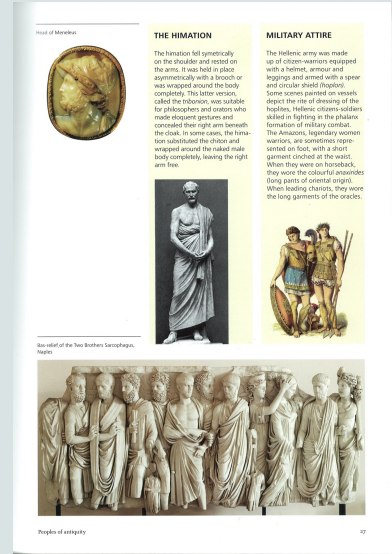 Head of Meneleus
THE HIMATION
The himation fell symetrically
on the shoulder and rested on
the arms. It was held in place
asymetrically with a brooch or
was wrapped around the body
completely. This latter version,
called the tribonion, was suitable
for philosophers and orators who
made eloquent gestures and
concealed their right arm beneath
the cloak. In some cases, the hima-
tion substituted the chiton and
wrapped around the naked male
body completely, leaving the right
arm free.
MILITARY ATTIRE
The Hellenic army was made
up of citizen-warriors equipped
with a helmet, armour and
leggings and armed with a spear
and circular shield (hoplon).
Some scenes painted on vessels
depict the rite of dressing of the
hoplites, Hellenic citizens-soldiers
skilled in fighting in the phalanx
formation of military combat.
The Amazons, legendary women
warriors, are sometimes repre-
sented on foot, with a short
garment cinched at the waist.
When they were on horseback,
they wore the colourful anaxirides
(long pants of oriental origin).
When leading chariots, they wore
the long garments of the oracles.
Bas-relief of the Two Brothers Sarcophagus,
Naples
Peoples of antiquity
27